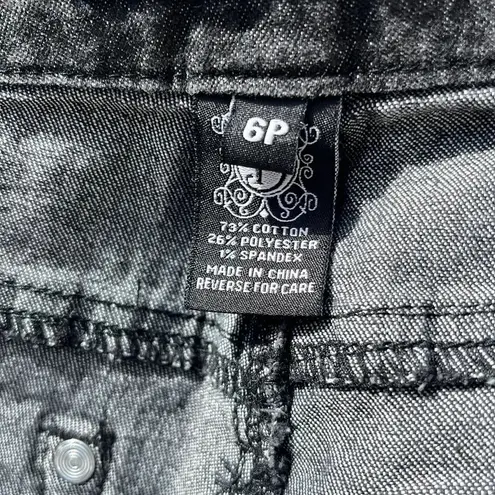 6P
73% COTTON
26% POLYESTER
1% SPANDEX
MADE IN CHINA
REVERSE FOR CARE